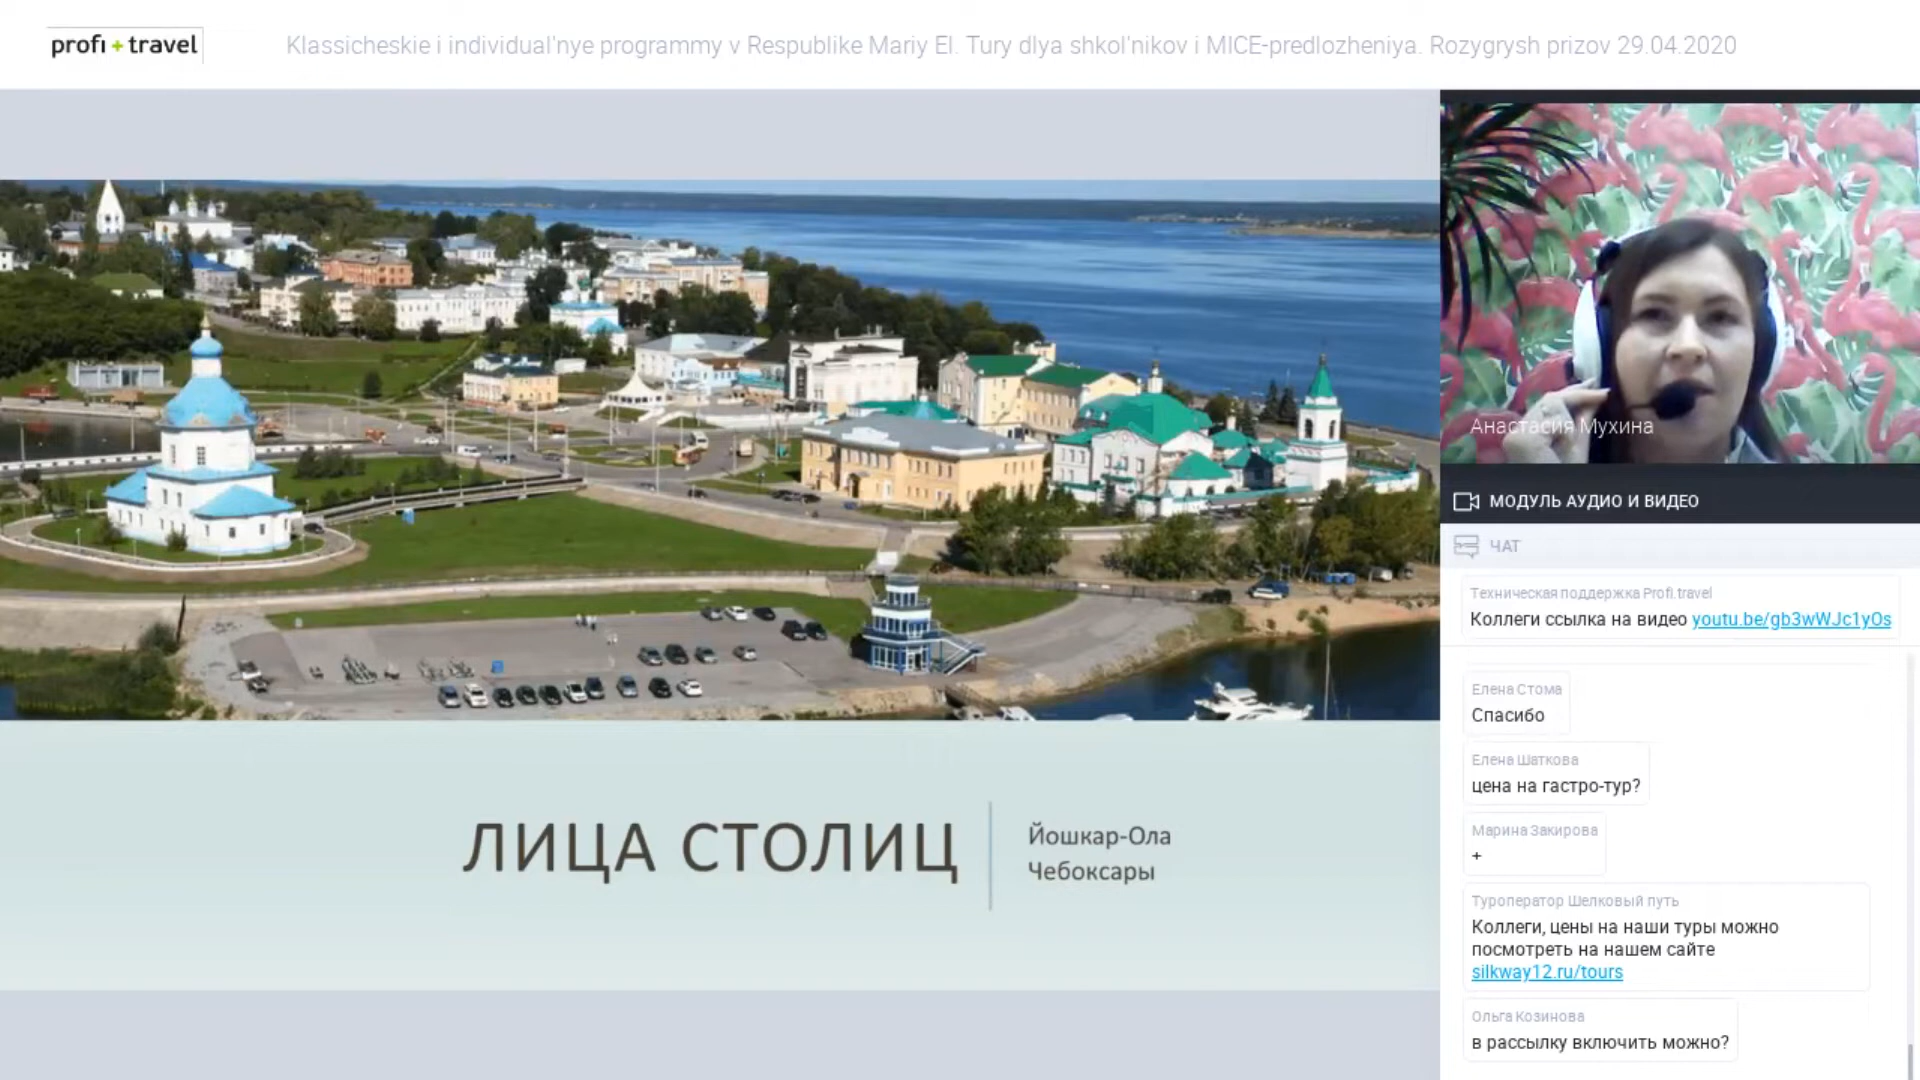 profi + travel
Klassicheskie i individual'nye programmy v Respublike Mariy El. Tury dlya shkol'nikov i MICE-predlozheniya. Rozygrysh prizov 29.04.2020
Анастасия Мухина
МОДУЛЬ АУДИО И ВИДЕО
ЧАТ
Техническая поддержка Profi.travel
Коллеги ссылка на видео youtu.be/gb3wWJc1yOs
Елена Стома
Спасибо
Елена Шаткова
цена на гастро-тур?
Марина Закирова
+
Туроператор Шелковый путь
Коллеги, цены на наши туры можно
посмотреть на нашем сайте
silkway12.ru/tours
Ольга Козинова
в рассылку включить можно?
ЛИЦА СТОЛИЦ
Йошкар-Ола
Чебоксары